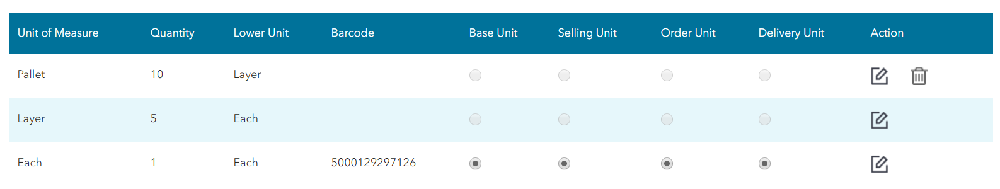 Unit of Measure Quantity Lower Unit Barcode Base Unit Selling Unit Order Unit Delivery Unit Action
Pallet 10 Layer
Layer 5 Each
Each 1 Each 5000129297126